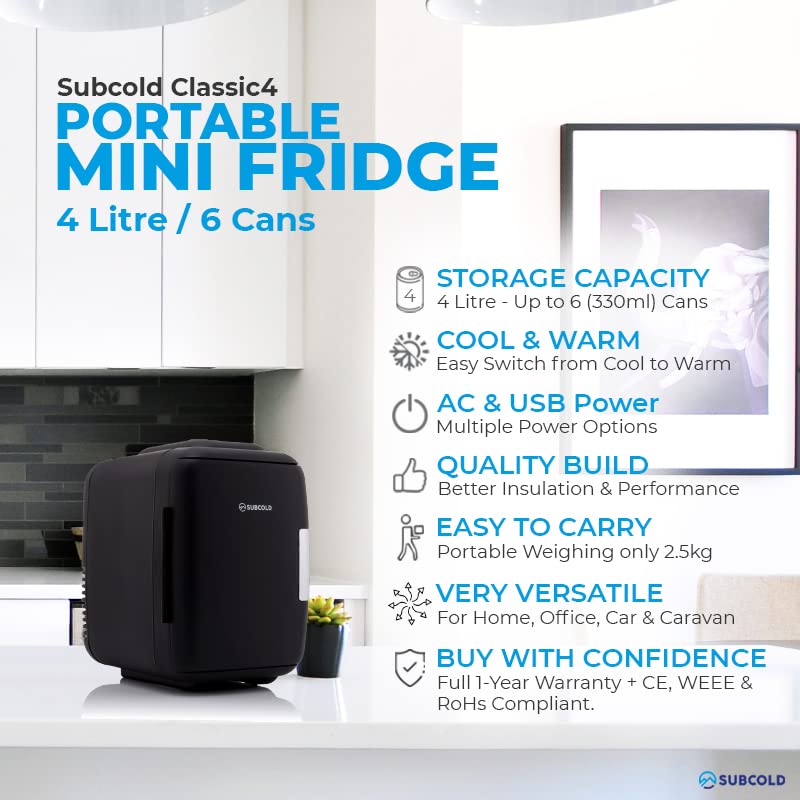 Subcold Classic4
PORTABLE
MINI FRIDGE
4 Litre / 6 Cans
4
STORAGE CAPACITY
4 Litre - Up to 6 (330ml) Cans
COOL & WARM
Easy Switch from Cool to Warm
AC & USB Power
Multiple Power Options
QUALITY BUILD
Better Insulation & Performance
EASY TO CARRY
Portable Weighing only 2.5kg
VERY VERSATILE
For Home, Office, Car & Caravan
BUY WITH CONFIDENCE
Full 1-Year Warranty + CE, WEEE &
RoHs Compliant.
SUBCOLD
SUBCOLD